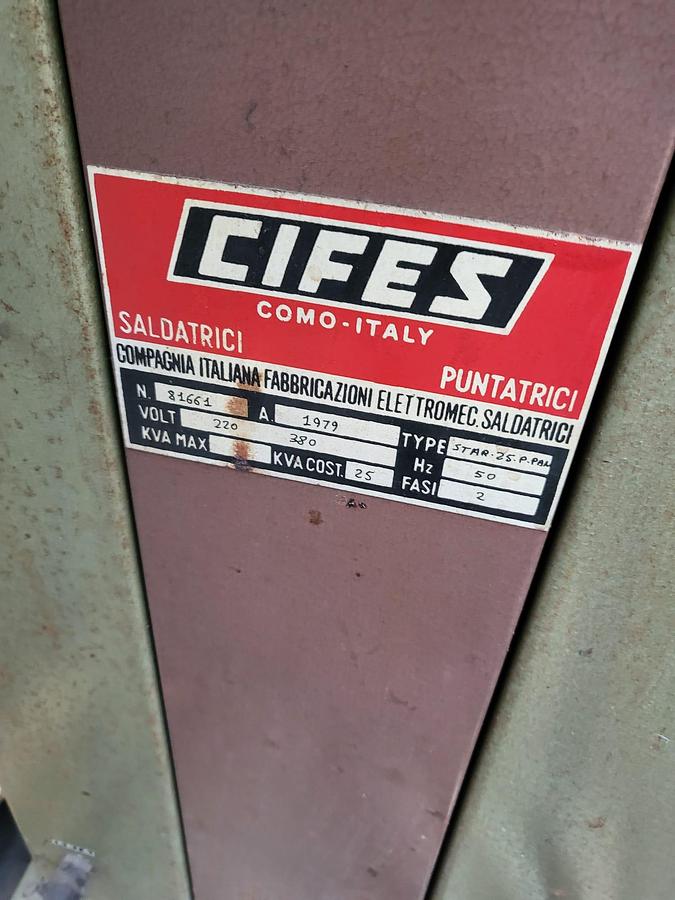 CIFES
COMO-ITALY
SALDATRICI PUNTATRICI
COMPAGNIA ITALIANA FABBRICAZIONI ELETTROMEC. SALDATRICI
N. 81661 A. 1979 TYPE STAR.25.P.PAN
VOLT 220 380 Hz 50
KVA MAX KVA COST. 25 FASI 2